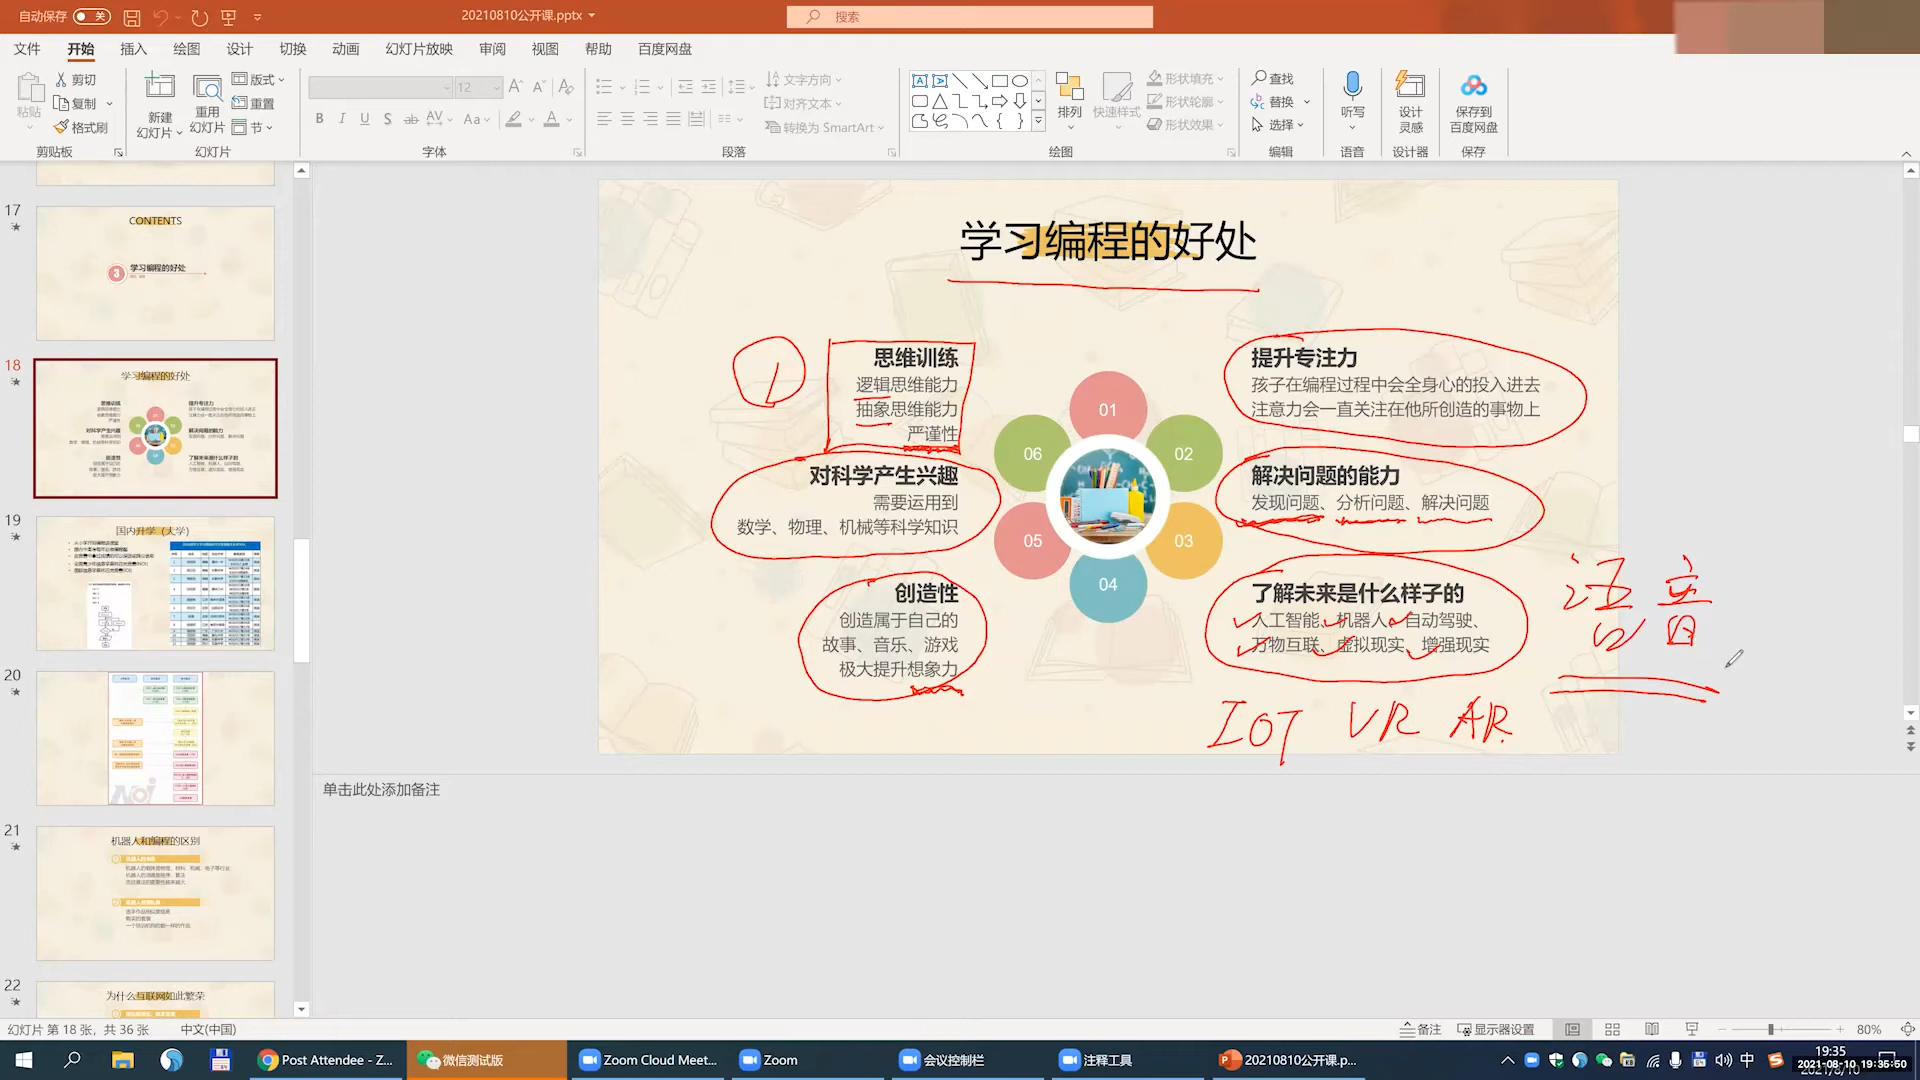 自动保存 关
20210810公开课.pptx
搜索
文件 开始 插入 绘图 设计 切换 动画 幻灯片放映 审阅 视图 帮助 百度网盘
粘贴
剪切
复制
格式刷
剪贴板
新建
幻灯片
重用
幻灯片
版式
重置
节
幻灯片
12
B I U S ab AV Aa A
字体
文字方向
对齐文本
转换为 SmartArt
段落
排列
快速样式
形状填充
形状轮廓
形状效果
绘图
查找
替换
选择
编辑
听写
语音
设计
灵感
设计器
保存到
百度网盘
保存
17
CONTENTS
3 学习编程的好处
18
学习编程的好处
19
国内升学（大学）
20
21
机器人和编程的区别
22
为什么互联网如此繁荣
学习编程的好处
1
思维训练
逻辑思维能力
抽象思维能力
严谨性
对科学产生兴趣
需要运用到
数学、物理、机械等科学知识
创造性
创造属于自己的
故事、音乐、游戏
极大提升想象力
01
02
03
04
05
06
提升专注力
孩子在编程过程中会全身心的投入进去
注意力会一直关注在他所创造的事物上
解决问题的能力
发现问题、分析问题、解决问题
了解未来是什么样子的
人工智能、机器人、自动驾驶、
万物互联、虚拟现实、增强现实
IOT VR AR
单击此处添加备注
幻灯片 第 18 张，共 36 张 中文(中国)
备注 显示器设置 80%
Post Attendee - Z...
微信测试版
Zoom Cloud Meet...
Zoom
会议控制栏
注释工具
20210810公开课.p...
中
19:35
2021-08-10 19:35:50